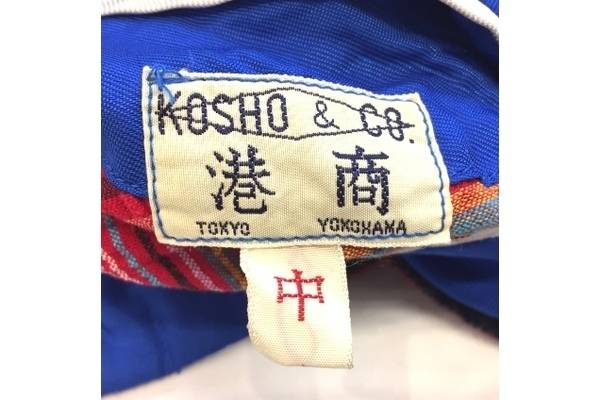 KOSHO & CO.
港商
TOKYO YOKOHAMA
中